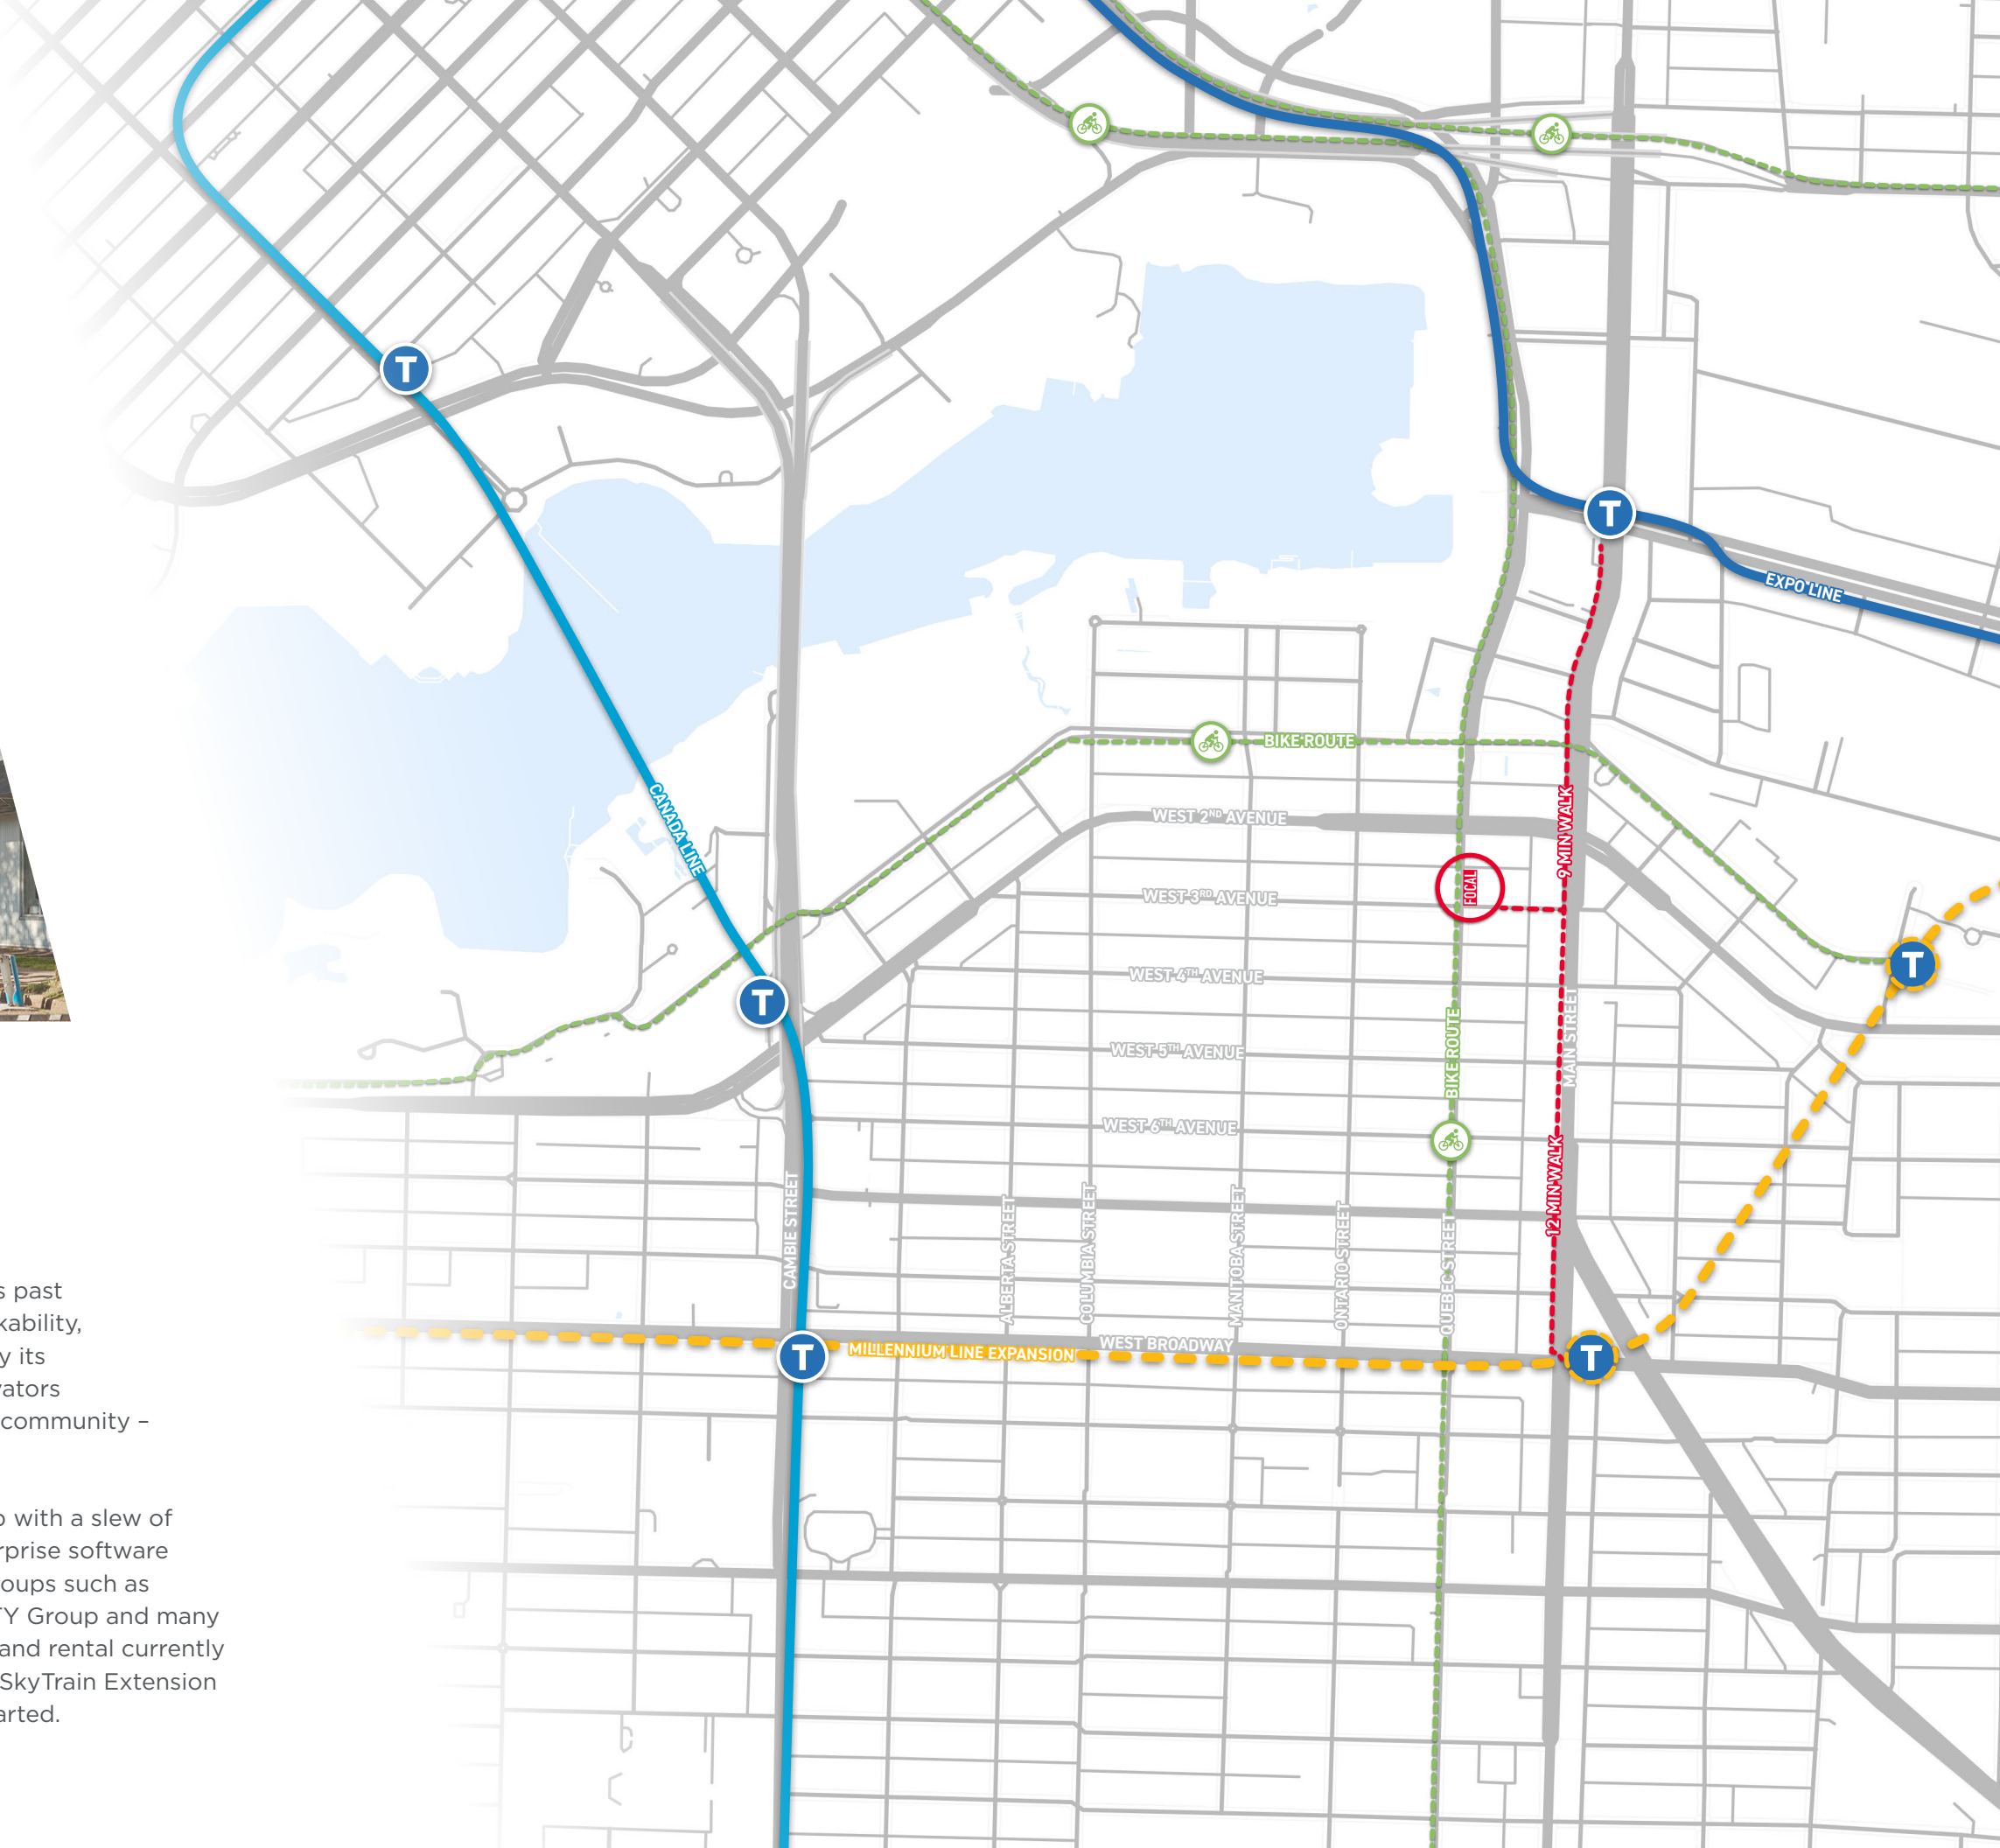 T
T
EXPO LINE
BIKE ROUTE
CANADA LINE
WEST 2ND AVENUE
9 MIN WALK
FOCAL
WEST 3RD AVENUE
T
WEST 4TH AVENUE
T
BIKE ROUTE
MAIN STREET
WEST 5TH AVENUE
WEST 6TH AVENUE
12 MIN WALK
CAMBIE STREET
ALBERTA STREET
COLUMBIA STREET
MANITOBA STREET
ONTARIO STREET
QUEBEC STREET
WEST BROADWAY
MILLENNIUM LINE EXPANSION
T
T
s past
kability,
y its
vators
community –
o with a slew of
rprise software
oups such as
TY Group and many
and rental currently
SkyTrain Extension
arted.